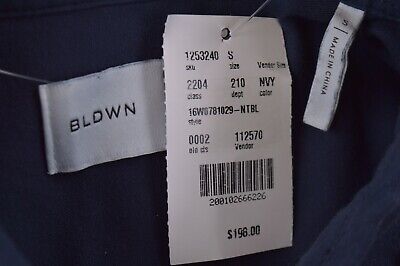 BLDWN
1253240 S
sku size Vendor Size
2204 210 NVY
class dept color
16W0781029-NTBL
style
0002 112570
old cls Vendor
200102666226
$198.00
S
MADE IN CHINA